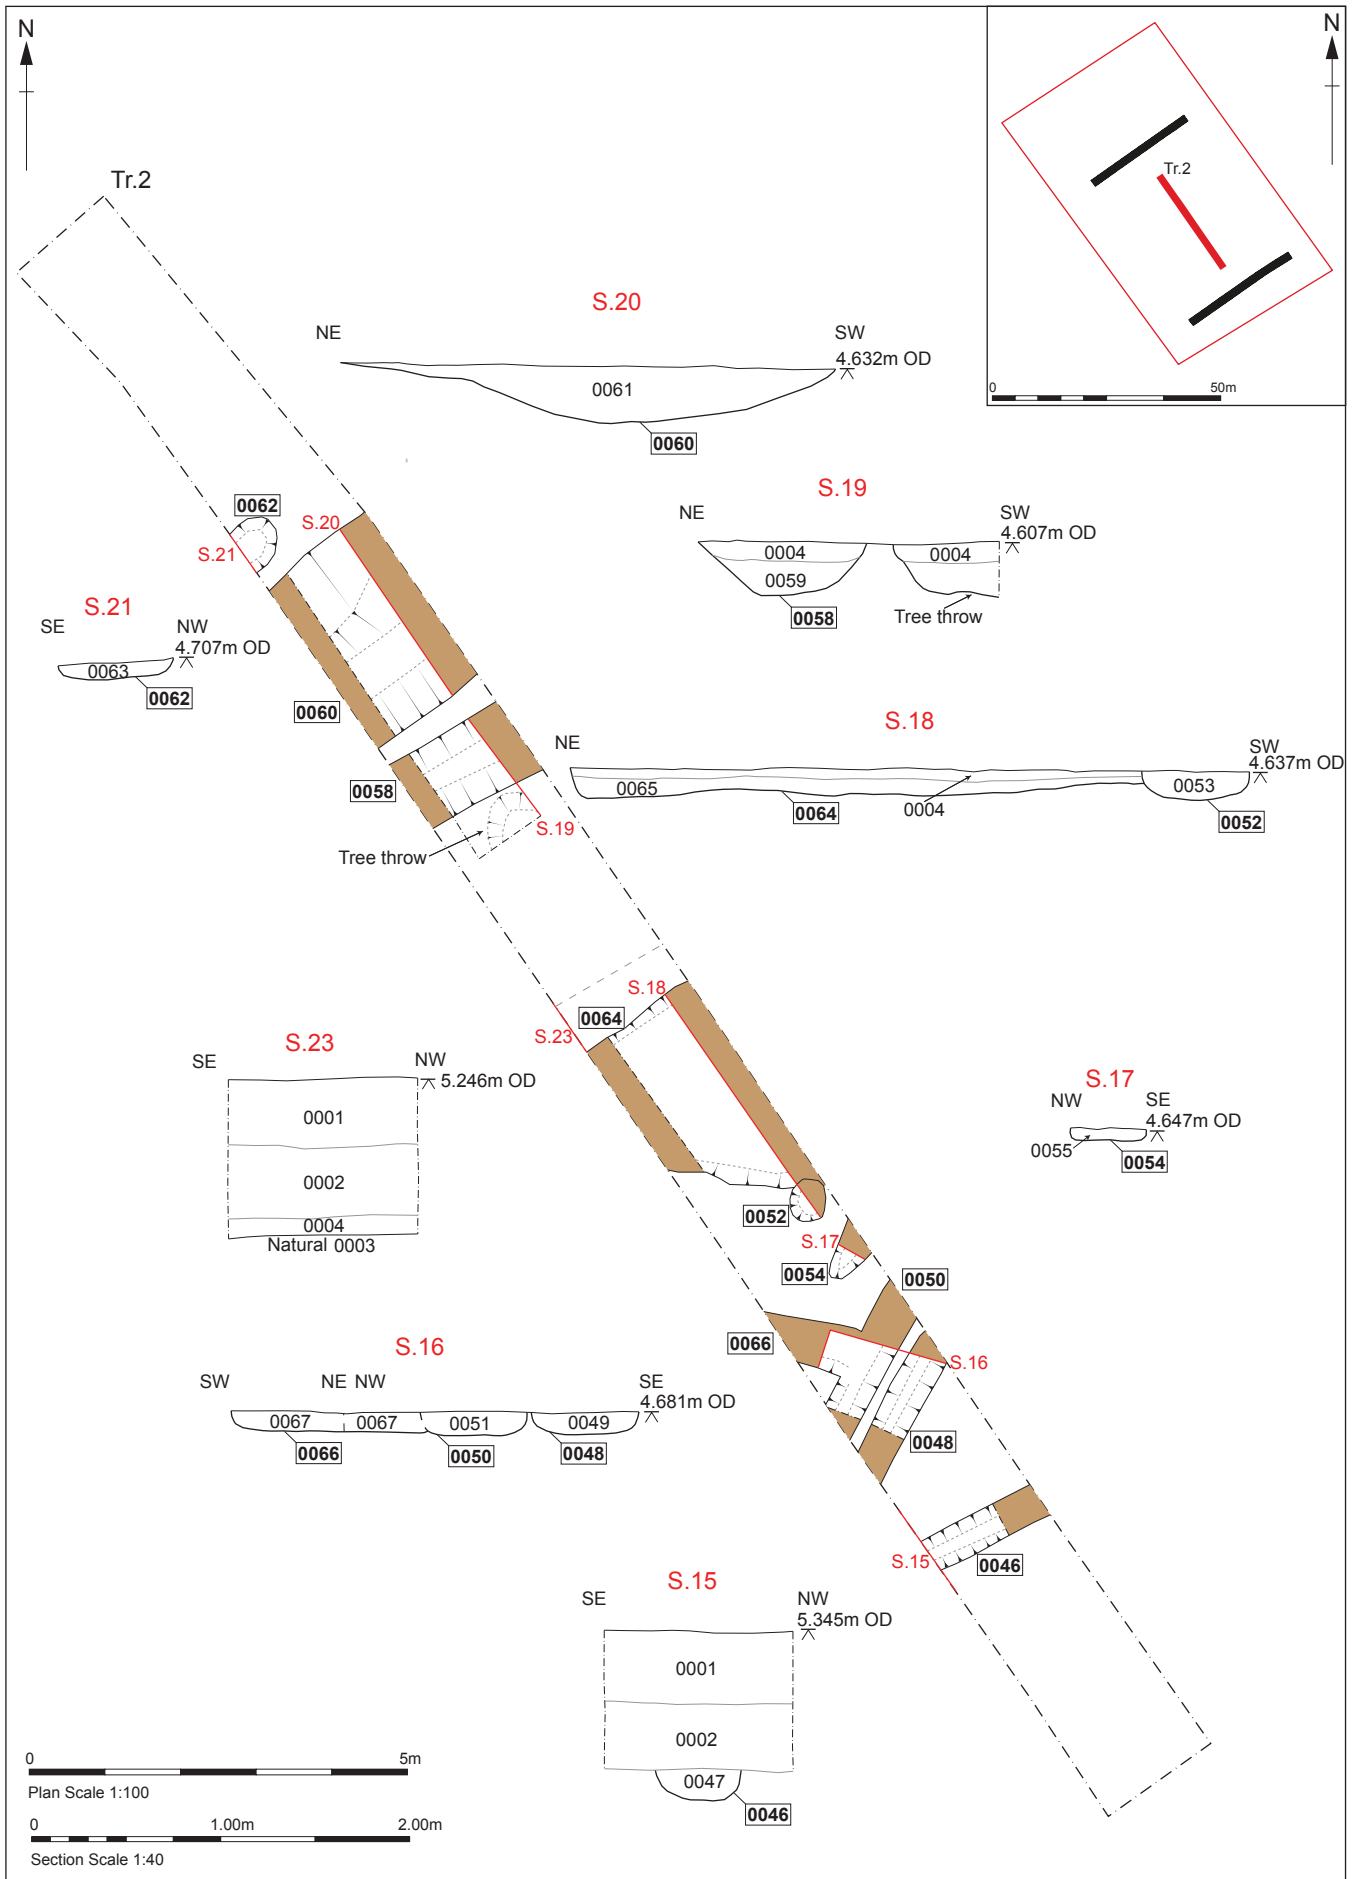 N
N
Tr.2
0
50m
Tr.2
S.20
NE
SW
4.632m OD
0061
0060
S.19
NE
SW
4.607m OD
0004
0004
0059
0058
Tree throw
0062
S.20
S.21
S.21
SE
NW
4.707m OD
0063
0062
0060
0058
S.19
Tree throw
S.18
NE
SW
4.637m OD
0065
0064
0004
0053
0052
S.18
0064
S.23
S.23
SE
NW
5.246m OD
0001
0002
0004
Natural 0003
S.17
NW
SE
4.647m OD
0055
0054
0052
S.17
0054
0050
0066
S.16
0048
S.16
SW
NE
NW
SE
4.681m OD
0067
0067
0051
0049
0066
0050
0048
S.15
0046
S.15
SE
NW
5.345m OD
0001
0002
0047
0046
0
5m
Plan Scale 1:100
0
1.00m
2.00m
Section Scale 1:40